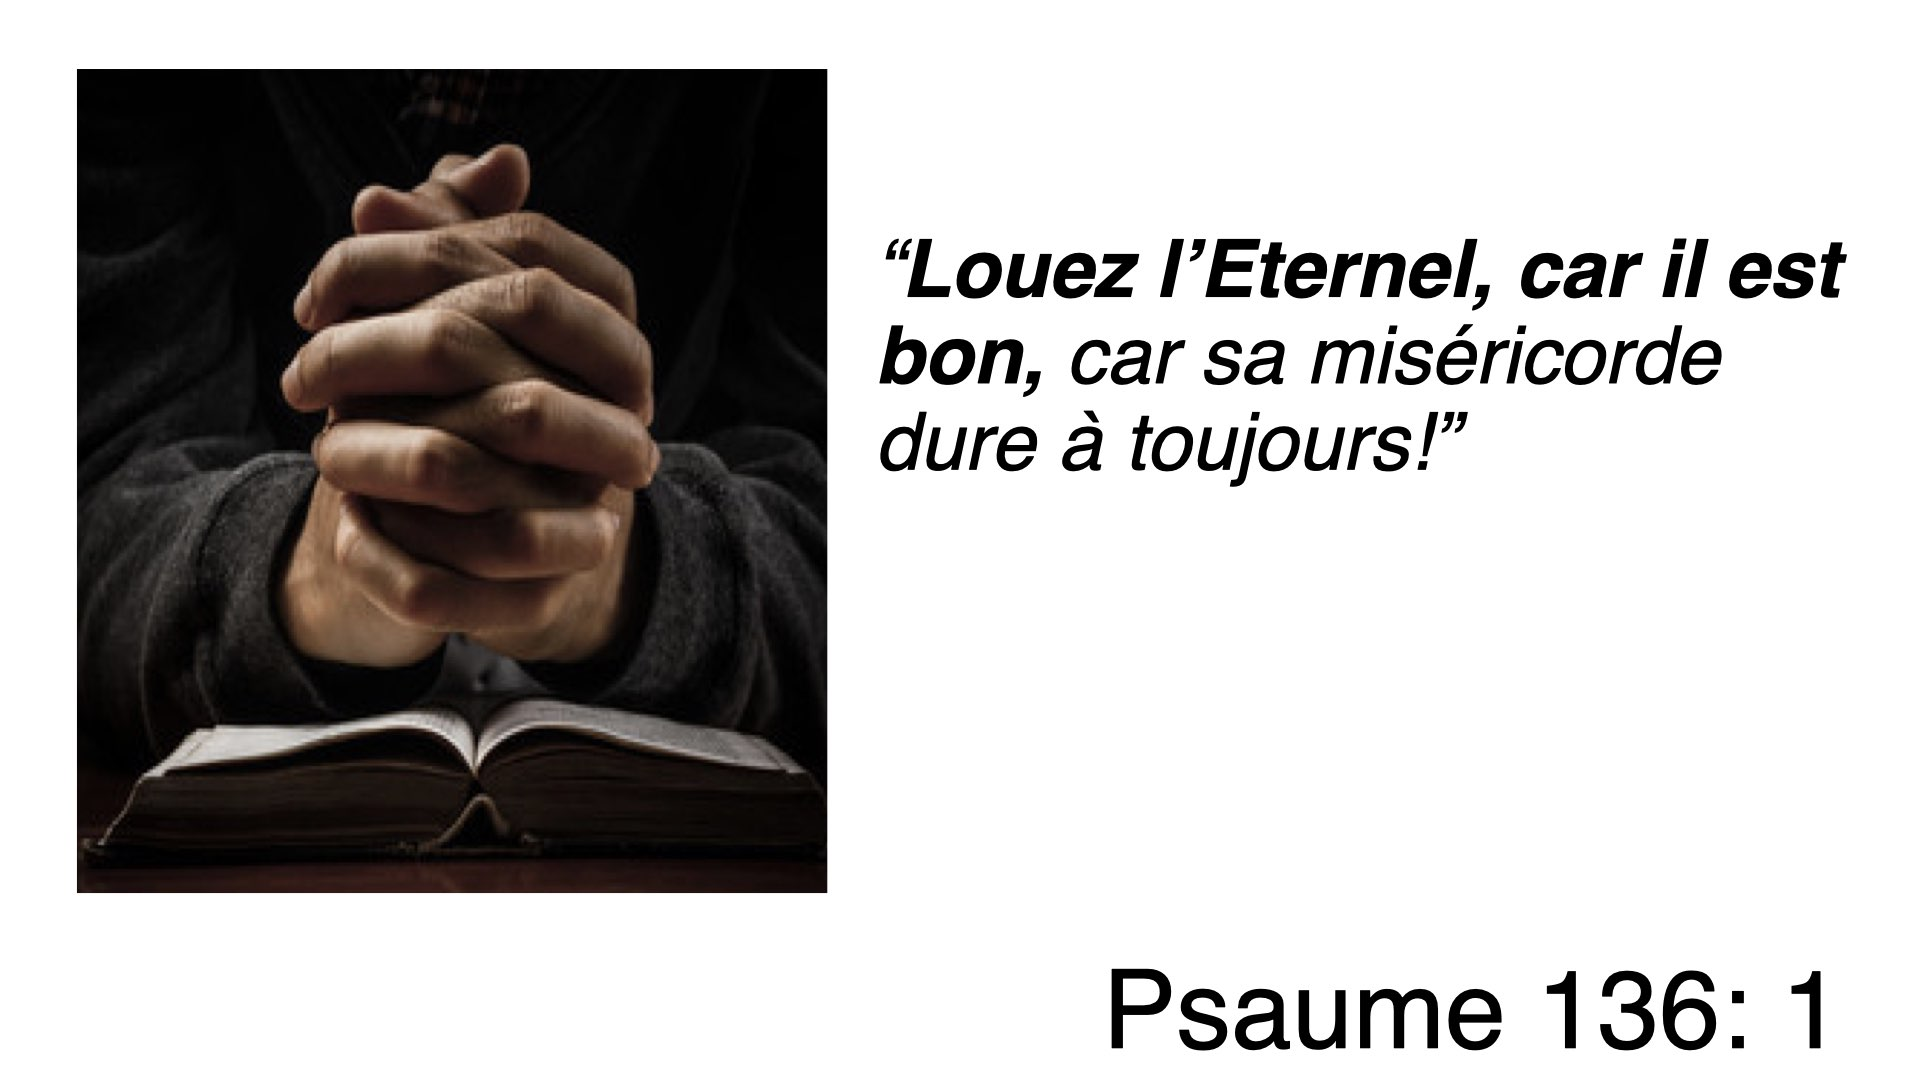 “Louez l’Eternel, car il est
bon, car sa miséricorde
dure à toujours!”
Psaume 136: 1